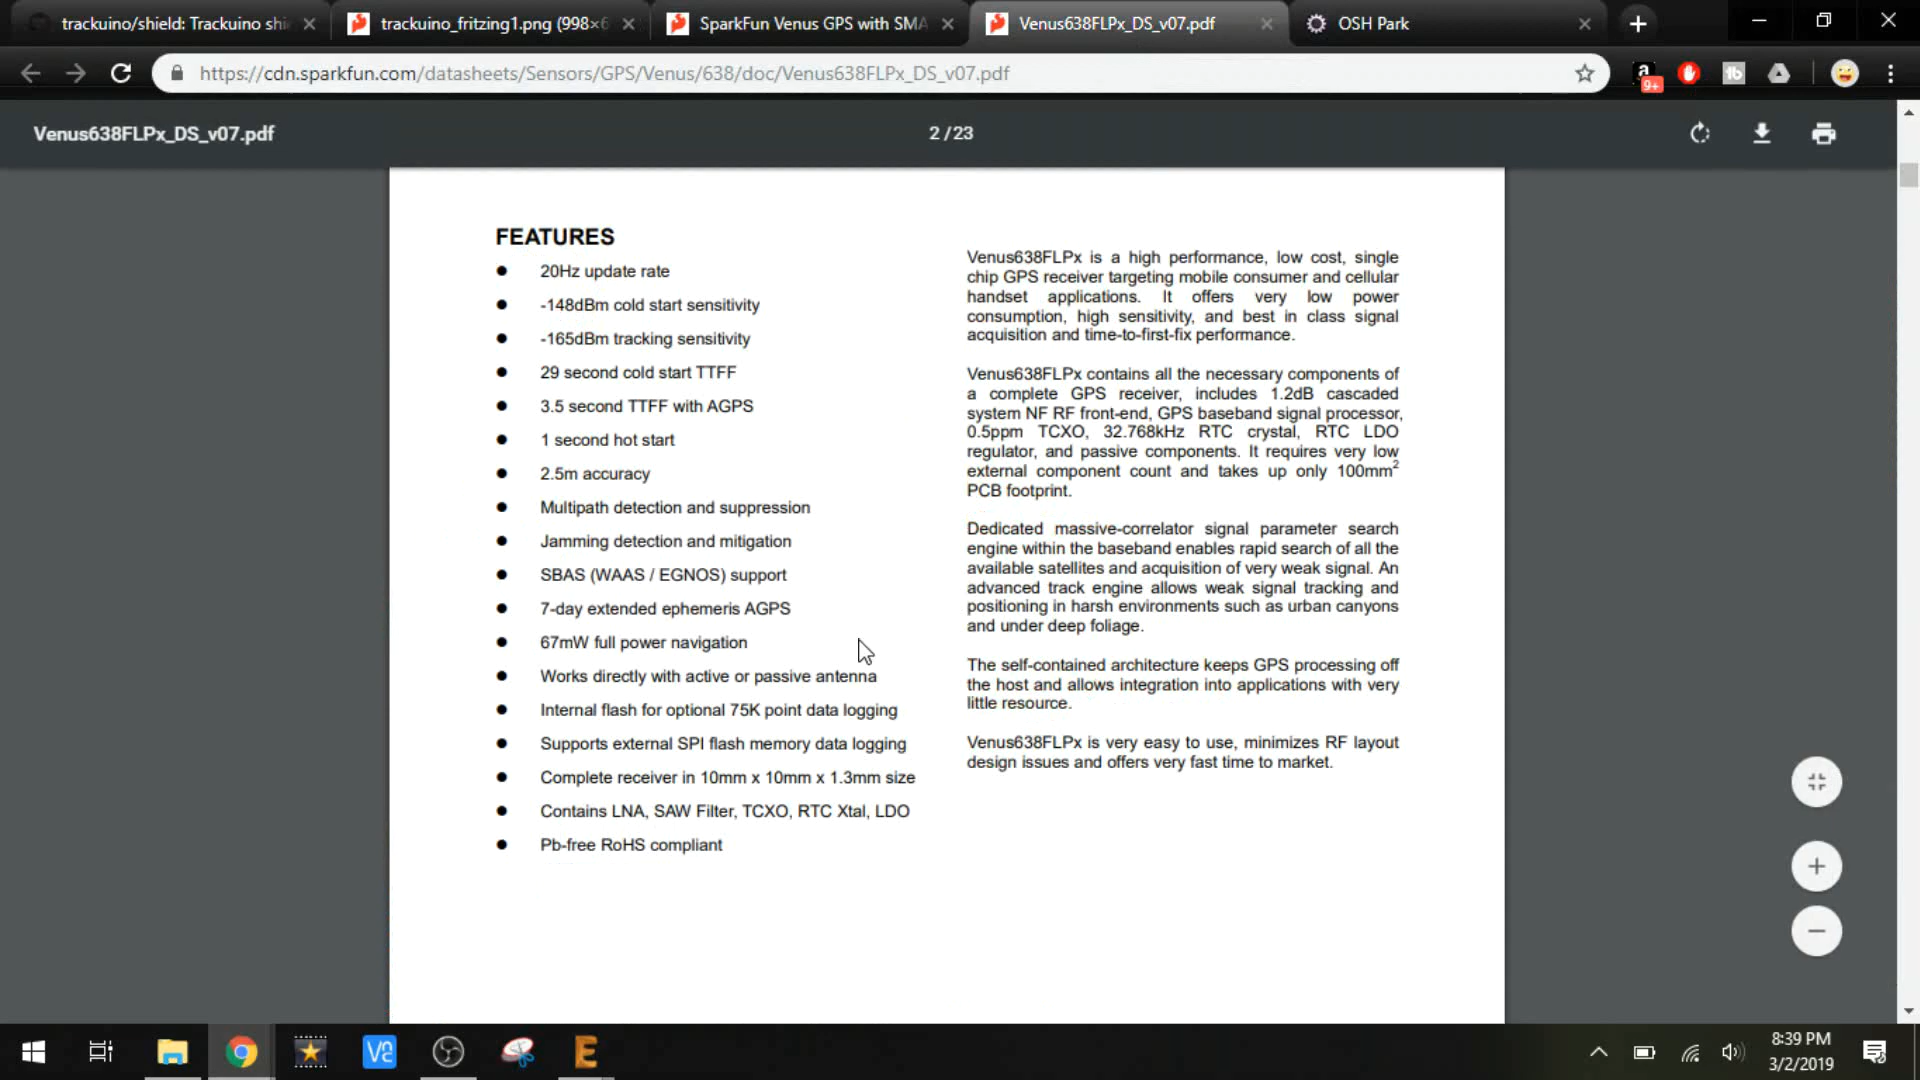 trackuino/shield: Trackuino shi
trackuino_fritzing1.png (998×6
SparkFun Venus GPS with SMA
Venus638FLPx_DS_v07.pdf
OSH Park
https://cdn.sparkfun.com/datasheets/Sensors/GPS/Venus/638/doc/Venus638FLPx_DS_v07.pdf
a
9+
tb
Venus638FLPx_DS_v07.pdf
2 / 23
FEATURES
● 20Hz update rate
● -148dBm cold start sensitivity
● -165dBm tracking sensitivity
● 29 second cold start TTFF
● 3.5 second TTFF with AGPS
● 1 second hot start
● 2.5m accuracy
● Multipath detection and suppression
● Jamming detection and mitigation
● SBAS (WAAS / EGNOS) support
● 7-day extended ephemeris AGPS
● 67mW full power navigation
● Works directly with active or passive antenna
● Internal flash for optional 75K point data logging
● Supports external SPI flash memory data logging
● Complete receiver in 10mm x 10mm x 1.3mm size
● Contains LNA, SAW Filter, TCXO, RTC Xtal, LDO
● Pb-free RoHS compliant
Venus638FLPx is a high performance, low cost, single
chip GPS receiver targeting mobile consumer and cellular
handset applications. It offers very low power
consumption, high sensitivity, and best in class signal
acquisition and time-to-first-fix performance.
Venus638FLPx contains all the necessary components of
a complete GPS receiver, includes 1.2dB cascaded
system NF RF front-end, GPS baseband signal processor,
0.5ppm TCXO, 32.768kHz RTC crystal, RTC LDO
regulator, and passive components. It requires very low
external component count and takes up only 100mm²
PCB footprint.
Dedicated massive-correlator signal parameter search
engine within the baseband enables rapid search of all the
available satellites and acquisition of very weak signal. An
advanced track engine allows weak signal tracking and
positioning in harsh environments such as urban canyons
and under deep foliage.
The self-contained architecture keeps GPS processing off
the host and allows integration into applications with very
little resource.
Venus638FLPx is very easy to use, minimizes RF layout
design issues and offers very fast time to market.
E
8:39 PM
3/2/2019